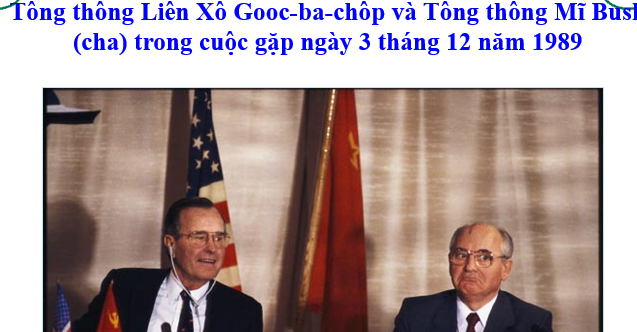 Tổng thống Liên Xô Gooc-ba-chôp và Tổng thống Mĩ Bush
(cha) trong cuộc gặp ngày 3 tháng 12 năm 1989